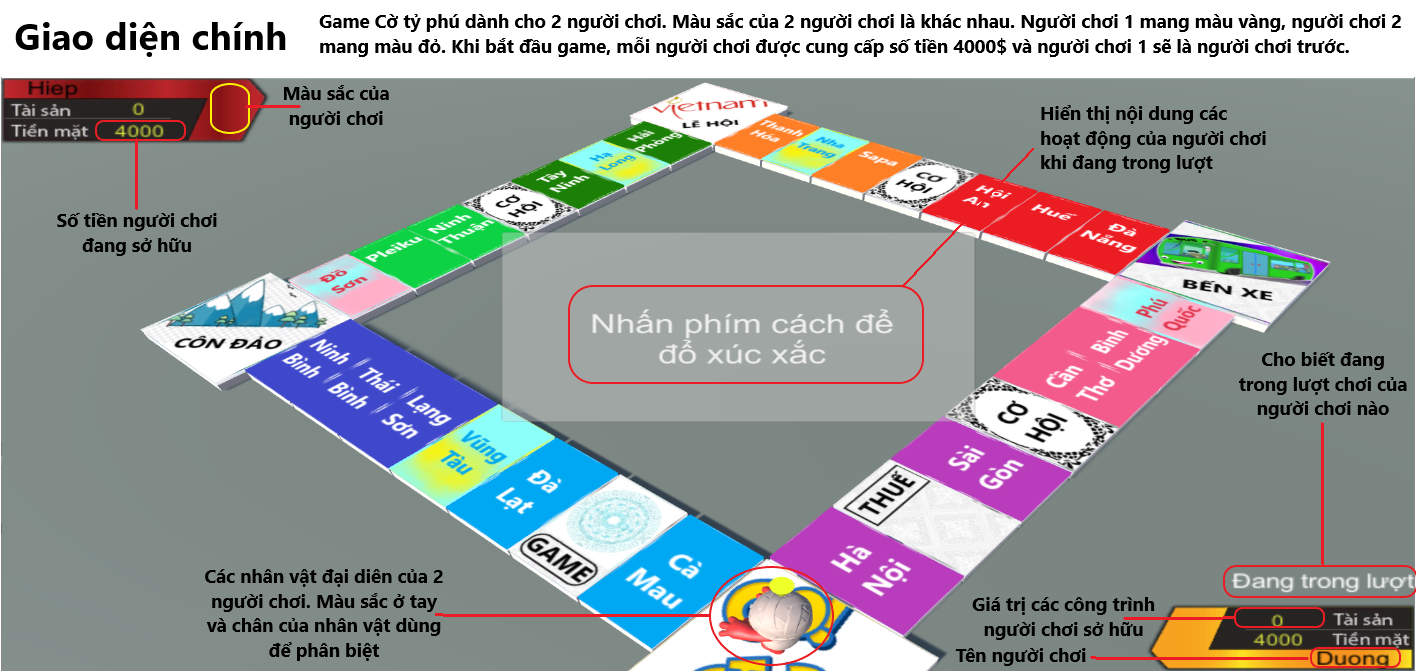 Giao diện chính
Game Cờ tỷ phú dành cho 2 người chơi. Màu sắc của 2 người chơi là khác nhau. Người chơi 1 mang màu vàng, người chơi 2
mang màu đỏ. Khi bắt đầu game, mỗi người chơi được cung cấp số tiền 4000$ và người chơi 1 sẽ là người chơi trước.
Hiep
Tài sản 0
Tiền mặt 4000
Màu sắc của
người chơi
Số tiền người chơi
đang sở hữu
Vietnam
LỄ HỘI
Hiển thị nội dung các
hoạt động của người chơi
khi đang trong lượt
Thanh
Hóa
Nha
Trang
Sapa
CƠ
HỘI
Hội
An
Huế
Đà
Nẵng
BẾN XE
Hải
Phòng
Hạ
Long
Tây
Ninh
CƠ
HỘI
Ninh
Thuận
Pleiku
Đồ
Sơn
CÔN ĐẢO
Nhấn phím cách để
đổ xúc xắc
Phú
Quốc
Bình
Dương
Cần
Thơ
CƠ
HỘI
Sài
Gòn
THUẾ
Hà
Nội
Ninh
Bình
Thái
Bình
Lạng
Sơn
Vũng
Tàu
Đà
Lạt
GAME
Cà
Mau
Cho biết đang
trong lượt chơi của
người chơi nào
Các nhân vật đại diên của 2
người chơi. Màu sắc ở tay
và chân của nhân vật dùng
để phân biệt
Đang trong lượt
Giá trị các công trình
người chơi sở hữu
0 Tài sản
4000 Tiền mặt
Tên người chơi
Duong